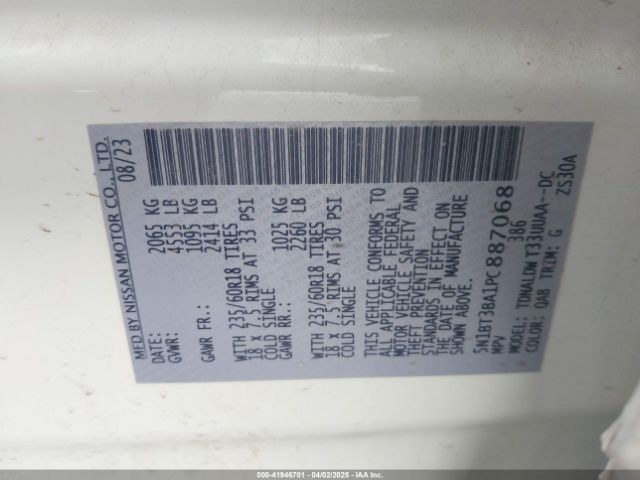 MFD BY NISSAN MOTOR CO., LTD.
DATE: 08/23
GVWR: 2065 KG
4553 LB
GAWR FR.: 1095 KG
2414 LB
WITH 235/60R18 TIRES
18 x 7.5 RIMS AT 33 PSI
COLD SINGLE
GAWR RR.: 1025 KG
2260 LB
WITH 235/60R18 TIRES
18 x 7.5 RIMS AT 30 PSI
COLD SINGLE
THIS VEHICLE CONFORMS TO
ALL APPLICABLE FEDERAL
MOTOR VEHICLE SAFETY AND
THEFT PREVENTION
STANDARDS IN EFFECT ON
THE DATE OF MANUFACTURE
SHOWN ABOVE.
5N1BT3BA1PC887068
MPV 386
MODEL: TDNALDW T33UUAA--DC
COLOR: QAB TRIM: G ZS30A
000-41946701 - 04/02/2025 - IAAI.COM